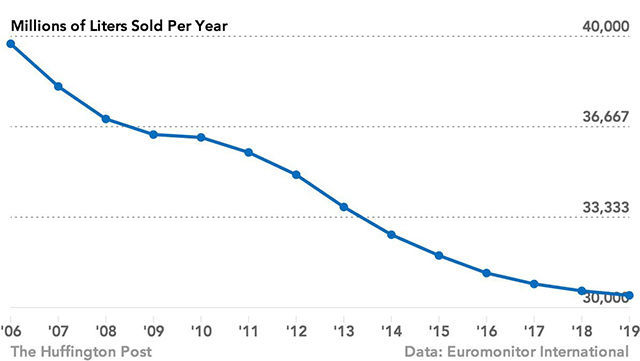 Millions of Liters Sold Per Year
40,000
36,667
33,333
30,000
'06 '07 '08 '09 '10 '11 '12 '13 '14 '15 '16 '17 '18 '19
The Huffington Post Data: Euromonitor International